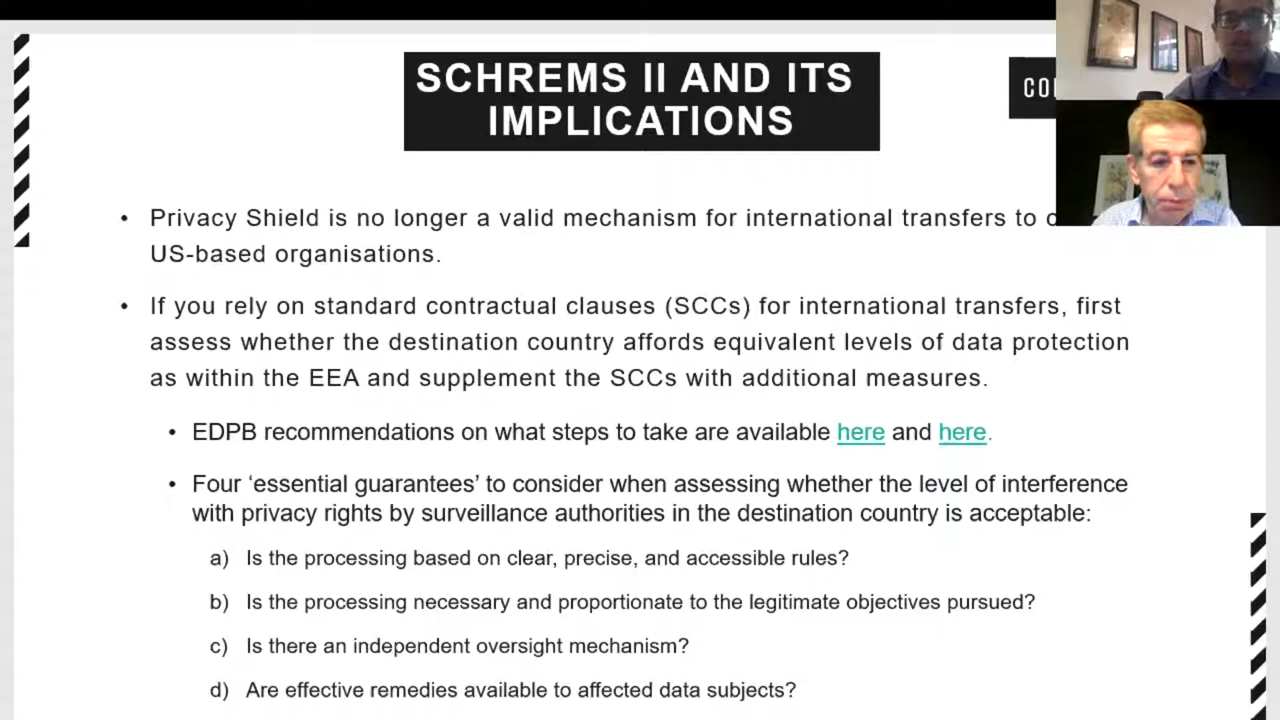 SCHREMS II AND ITS
IMPLICATIONS
• Privacy Shield is no longer a valid mechanism for international transfers to
US-based organisations.
• If you rely on standard contractual clauses (SCCs) for international transfers, first
assess whether the destination country affords equivalent levels of data protection
as within the EEA and supplement the SCCs with additional measures.
• EDPB recommendations on what steps to take are available here and here.
• Four ‘essential guarantees’ to consider when assessing whether the level of interference
with privacy rights by surveillance authorities in the destination country is acceptable:
a) Is the processing based on clear, precise, and accessible rules?
b) Is the processing necessary and proportionate to the legitimate objectives pursued?
c) Is there an independent oversight mechanism?
d) Are effective remedies available to affected data subjects?